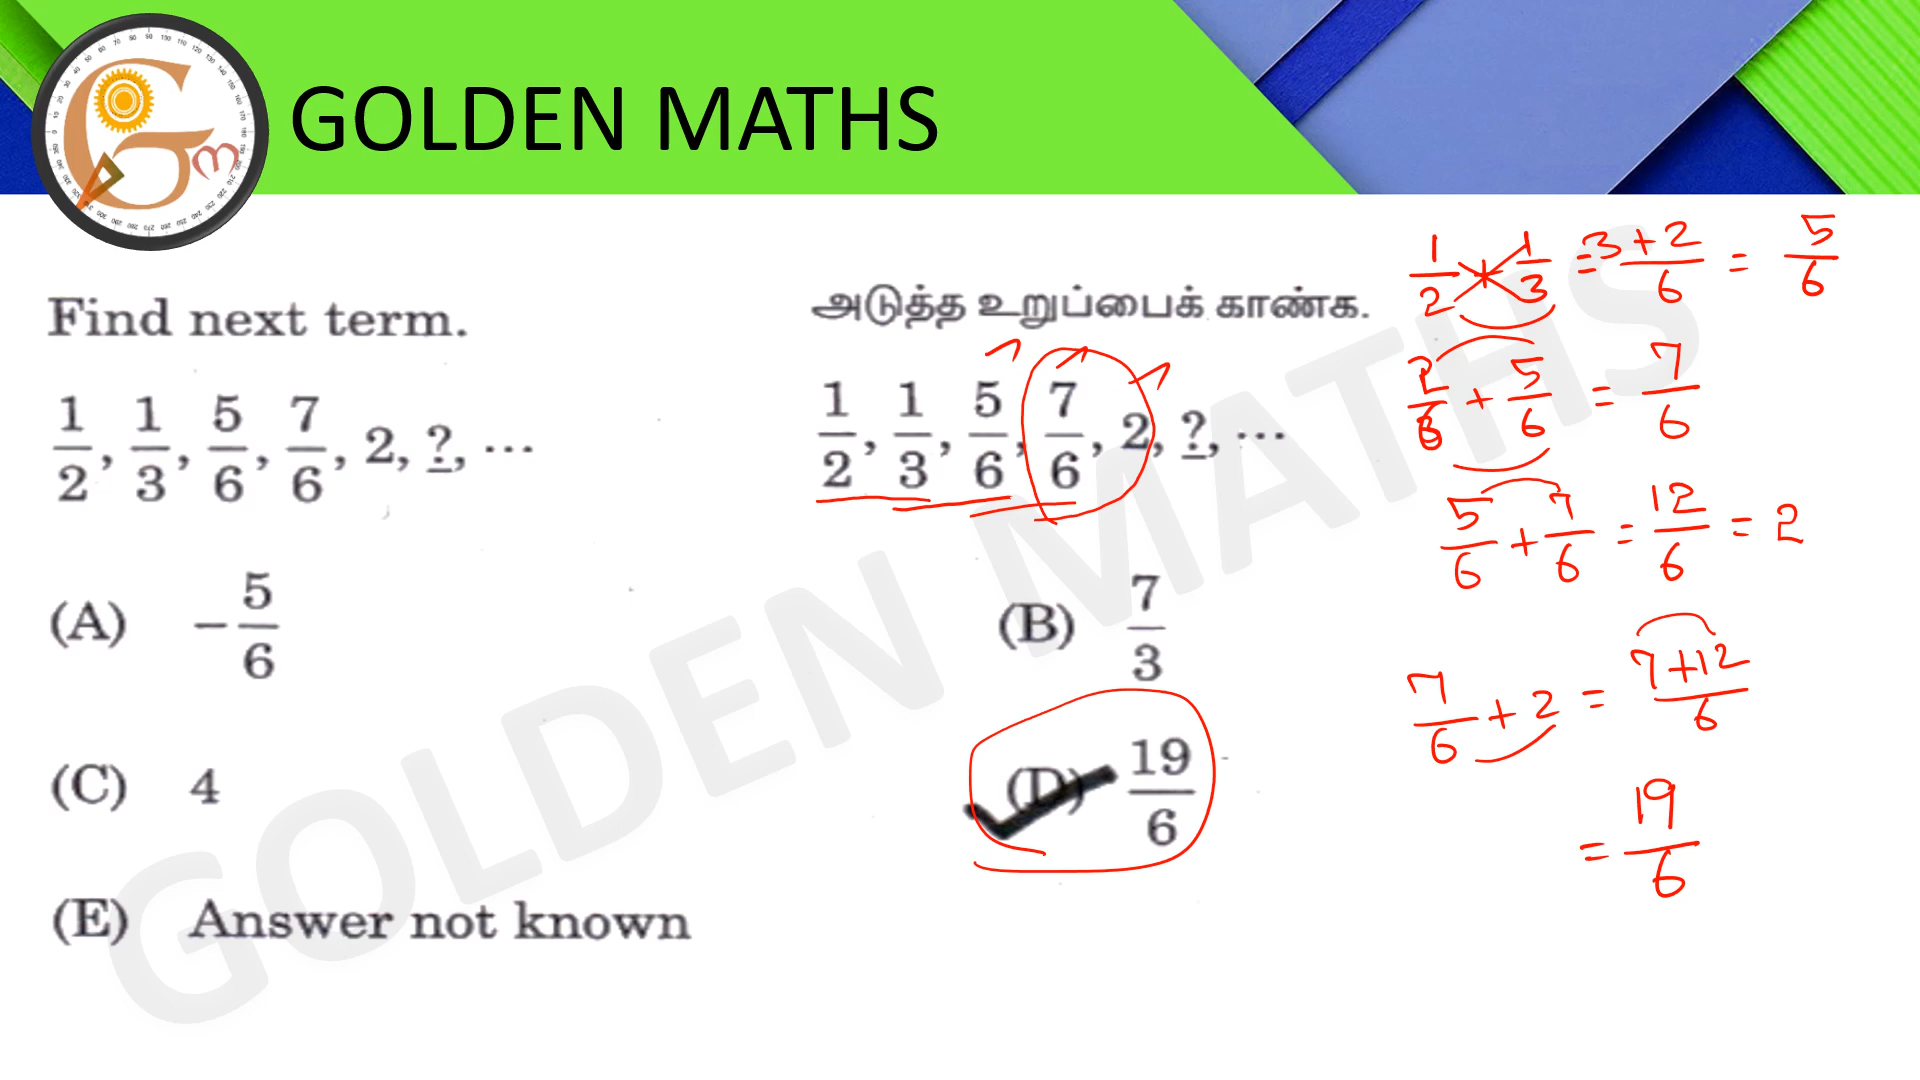 GOLDEN MATHS
Find next term.
1/2, 1/3, 5/6, 7/6, 2, ?, ...
(A) -5/6
(C) 4
(E) Answer not known
அடுத்த உறுப்பைக் காண்க.
1/2, 1/3, 5/6, 7/6, 2, ?, ...
(B) 7/3
(D) 19/6
1/2 + 1/3 = 3+2/6 = 5/6
2/6 + 5/6 = 7/6
5/6 + 7/6 = 12/6 = 2
7/6 + 2 = 7+12/6
= 19/6
GOLDEN MATHS